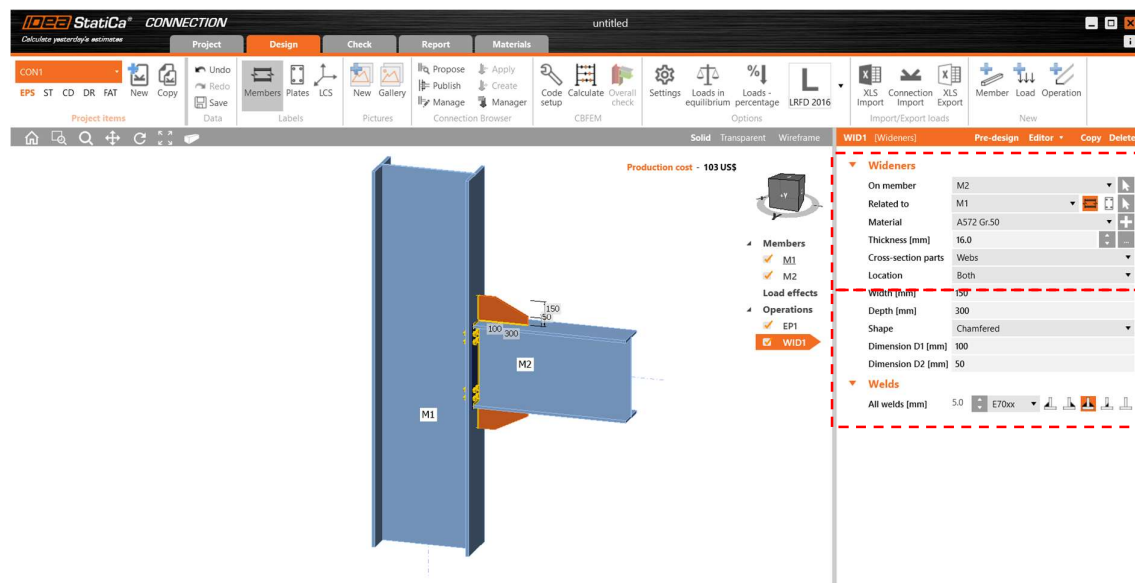 IDEA StatiCa® CONNECTION
Calculate yesterday's estimates
untitled
Project Design Check Report Materials
CON1
EPS ST CD DR FAT
New
Copy
Project items
Undo
Redo
Save
Data
Members
Plates
LCS
Labels
New
Gallery
Pictures
Propose
Publish
Manage
Apply
Create
Manager
Connection Browser
Code setup
Calculate
Overall check
CBFEM
Settings
Loads in equilibrium
Loads - percentage
L
LRFD 2016
Options
XLS Import
Connection Import
XLS Export
Import/Export loads
Member
Load
Operation
New
Solid Transparent Wireframe
WID1 [Wideners] Pre-design Editor Copy Delete
Production cost - 103 US$
+Y
Members
M1
M2
Load effects
Operations
EP1
WID1
150
50
100
300
M2
M1
Wideners
On member M2
Related to M1
Material A572 Gr.50
Thickness [mm] 16.0
Cross-section parts Webs
Location Both
Width [mm] 150
Depth [mm] 300
Shape Chamfered
Dimension D1 [mm] 100
Dimension D2 [mm] 50
Welds
All welds [mm] 5.0 E70xx